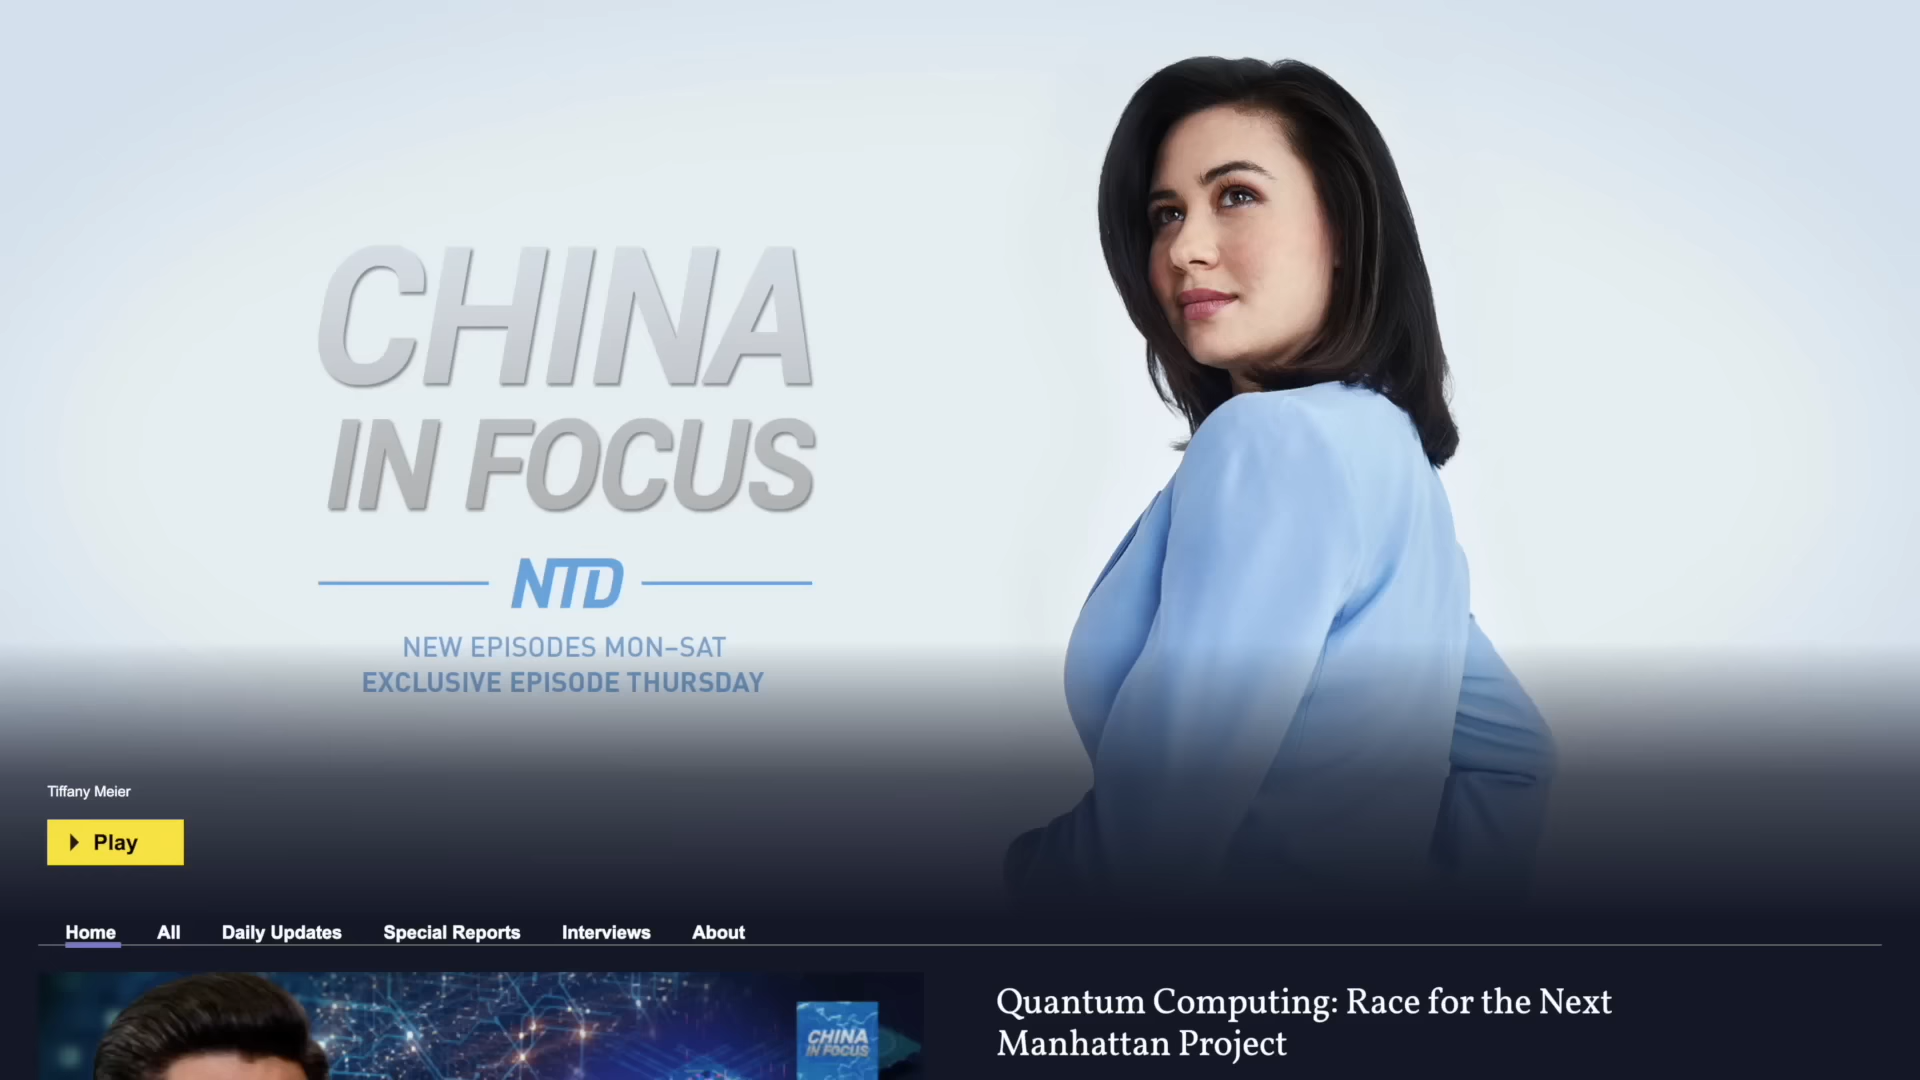 CHINA
IN FOCUS
NTD
NEW EPISODES MON–SAT
EXCLUSIVE EPISODE THURSDAY
Tiffany Meier
Play
Home All Daily Updates Special Reports Interviews About
CHINA
IN FOCUS
Quantum Computing: Race for the Next
Manhattan Project